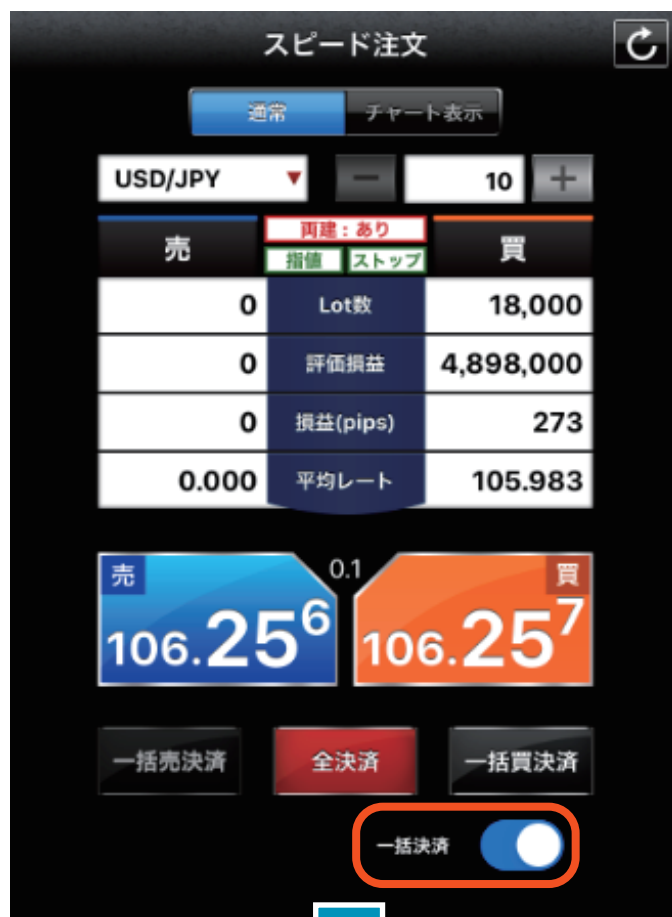 スピード注文
通常 チャート表示
USD/JPY ▼ − 10 +
売 両建：あり 買
指値 ストップ
0 Lot数 18,000
0 評価損益 4,898,000
0 損益(pips) 273
0.000 平均レート 105.983
売 0.1 買
106.256 106.257
一括売決済 全決済 一括買決済
一括決済